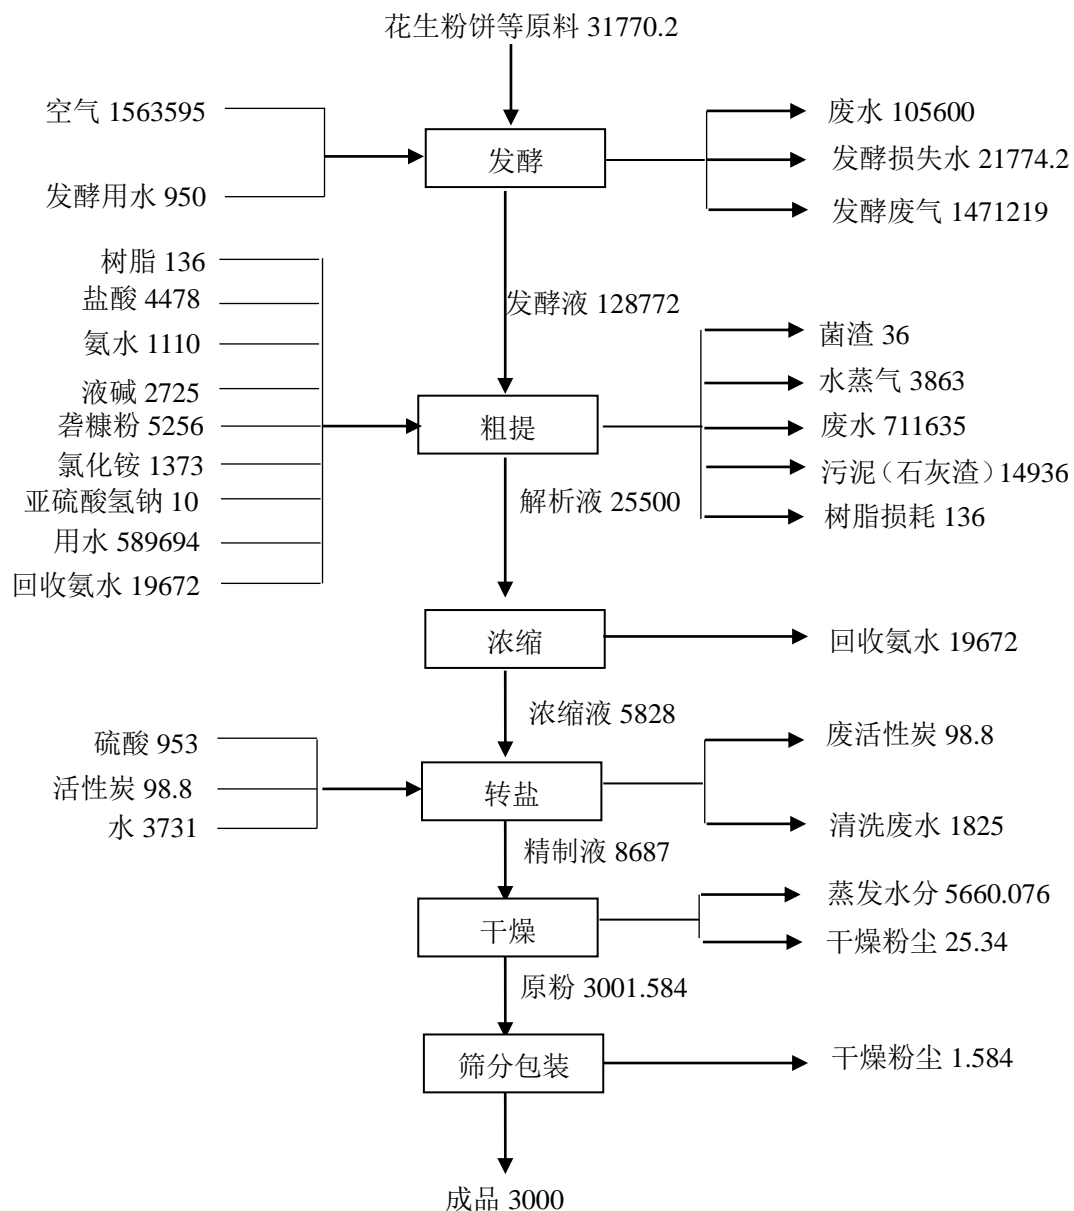 花生粉饼等原料 31770.2
空气 1563595
发酵用水 950
发酵
废水 105600
发酵损失水 21774.2
发酵废气 1471219
发酵液 128772
树脂 136
盐酸 4478
氨水 1110
液碱 2725
砻糠粉 5256
氯化铵 1373
亚硫酸氢钠 10
用水 589694
回收氨水 19672
粗提
菌渣 36
水蒸气 3863
废水 711635
污泥（石灰渣）14936
树脂损耗 136
解析液 25500
浓缩
回收氨水 19672
浓缩液 5828
硫酸 953
活性炭 98.8
水 3731
转盐
废活性炭 98.8
清洗废水 1825
精制液 8687
干燥
蒸发水分 5660.076
干燥粉尘 25.34
原粉 3001.584
筛分包装
干燥粉尘 1.584
成品 3000